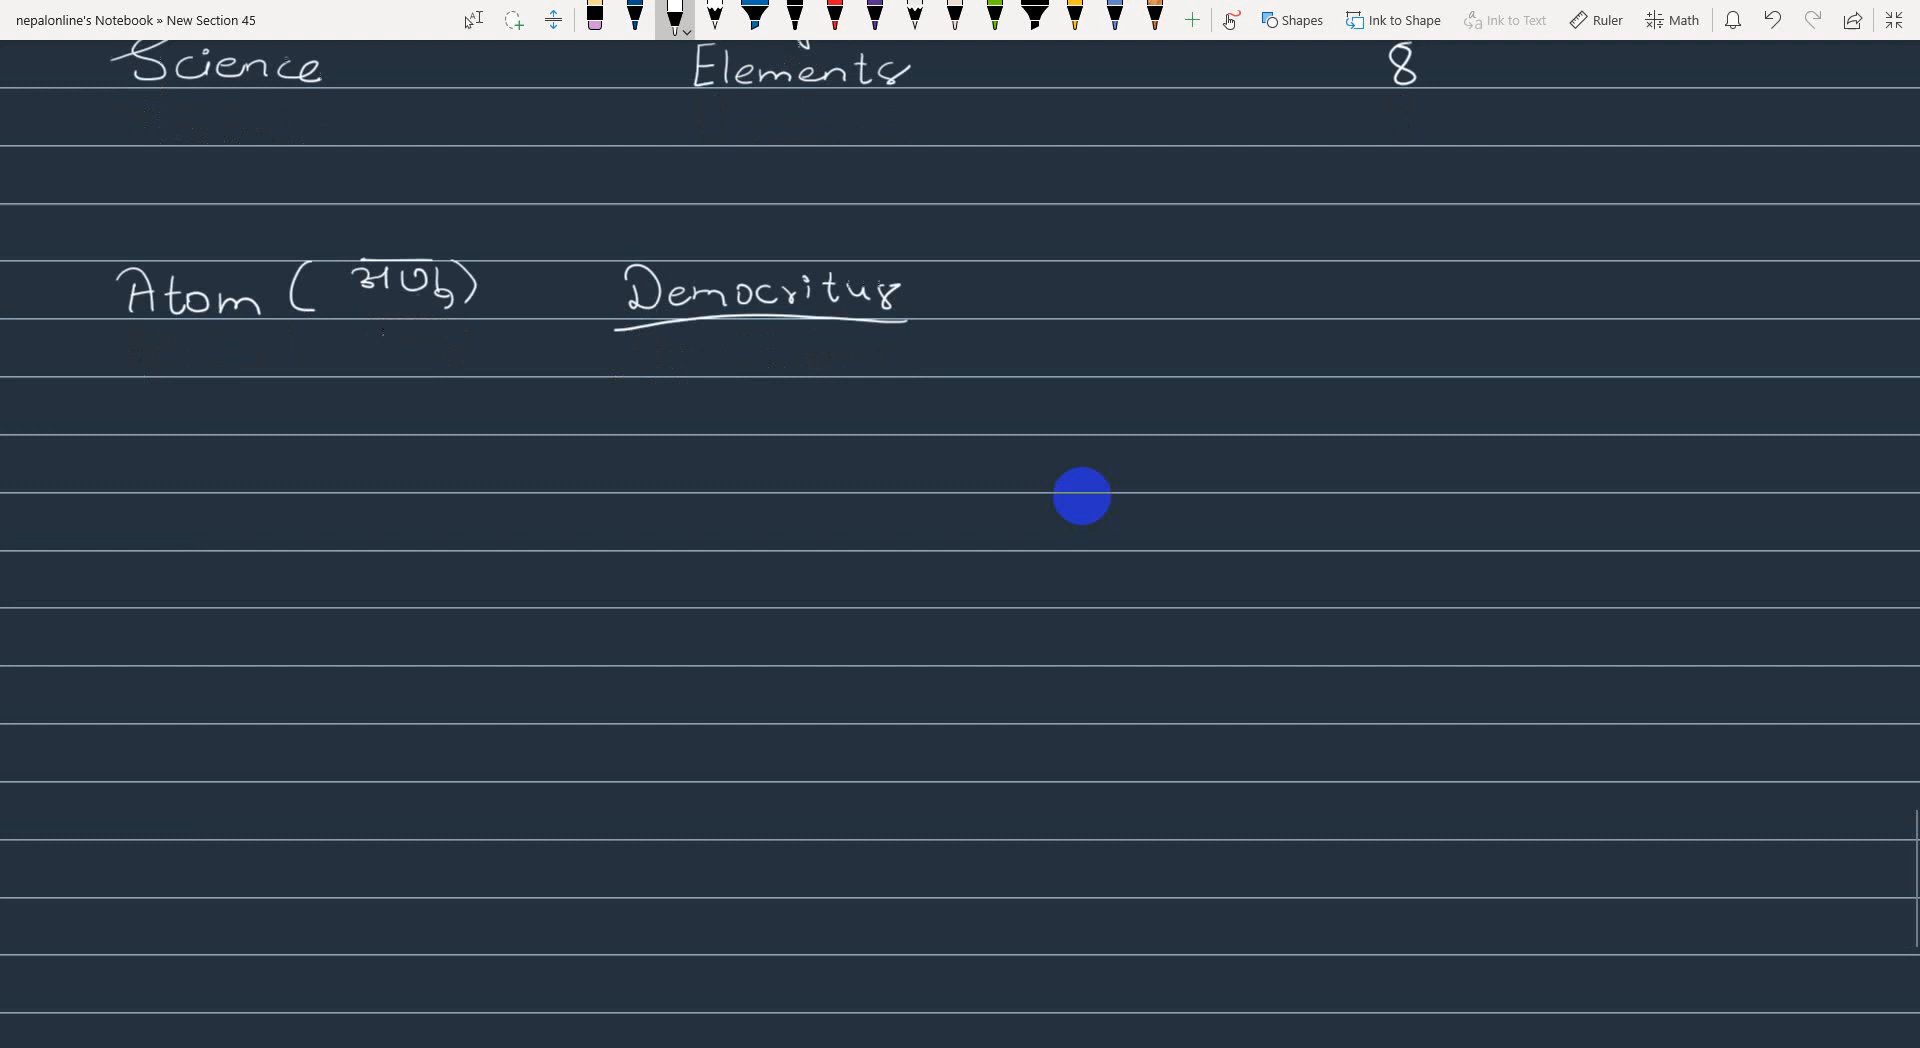 nepalonline's Notebook » New Section 45
Shapes Ink to Shape Ink to Text Ruler Math
Science Elements 8
Atom ( अणु ) Democritus